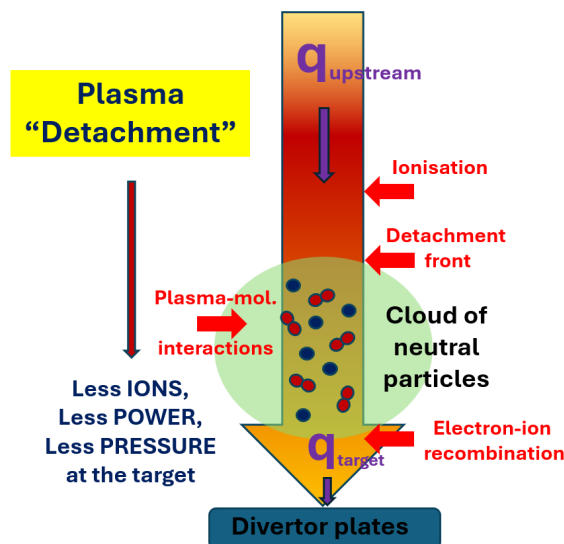 q upstream
Plasma
“Detachment”
Ionisation
Detachment
front
Plasma-mol.
interactions
Cloud of
neutral
particles
Less IONS,
Less POWER,
Less PRESSURE
at the target
Electron-ion
recombination
q target
Divertor plates